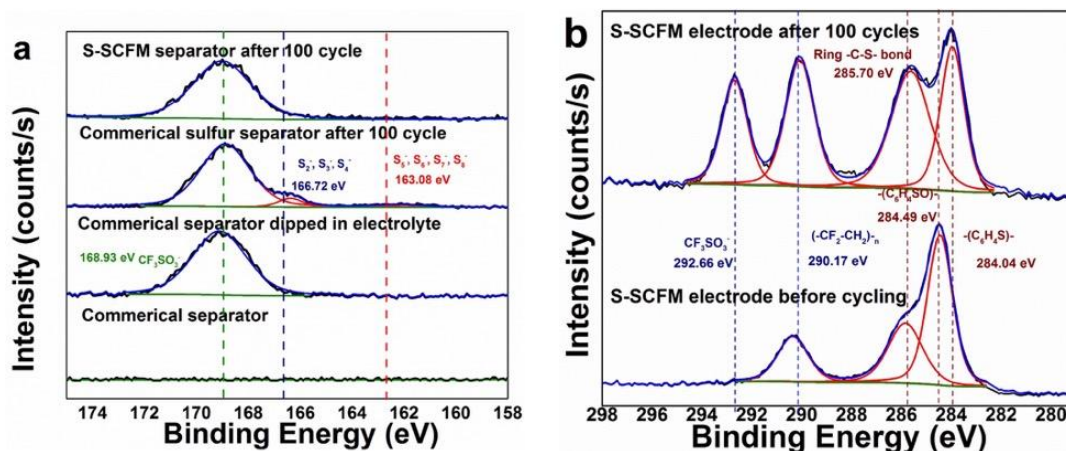 a
S-SCFM separator after 100 cycle
Commerical sulfur separator after 100 cycle
S₂⁻, S₃⁻, S₄⁻
166.72 eV
S₅⁻, S₆⁻, S₇⁻, S₈⁻
163.08 eV
Commerical separator dipped in electrolyte
168.93 eV CF₃SO₃⁻
Commerical separator
Intensity (counts/s)
174 172 170 168 166 164 162 160 158
Binding Energy (eV)
b
S-SCFM electrode after 100 cycles
Ring -C-S- bond
285.70 eV
-(C₆H₄SO)-
284.49 eV
CF₃SO₃⁻
292.66 eV
(-CF₂-CH₂)-ₙ
290.17 eV
-(C₆H₄S)-
284.04 eV
S-SCFM electrode before cycling
Intensity (counts/s)
298 296 294 292 290 288 286 284 282 280
Binding Energy (eV)